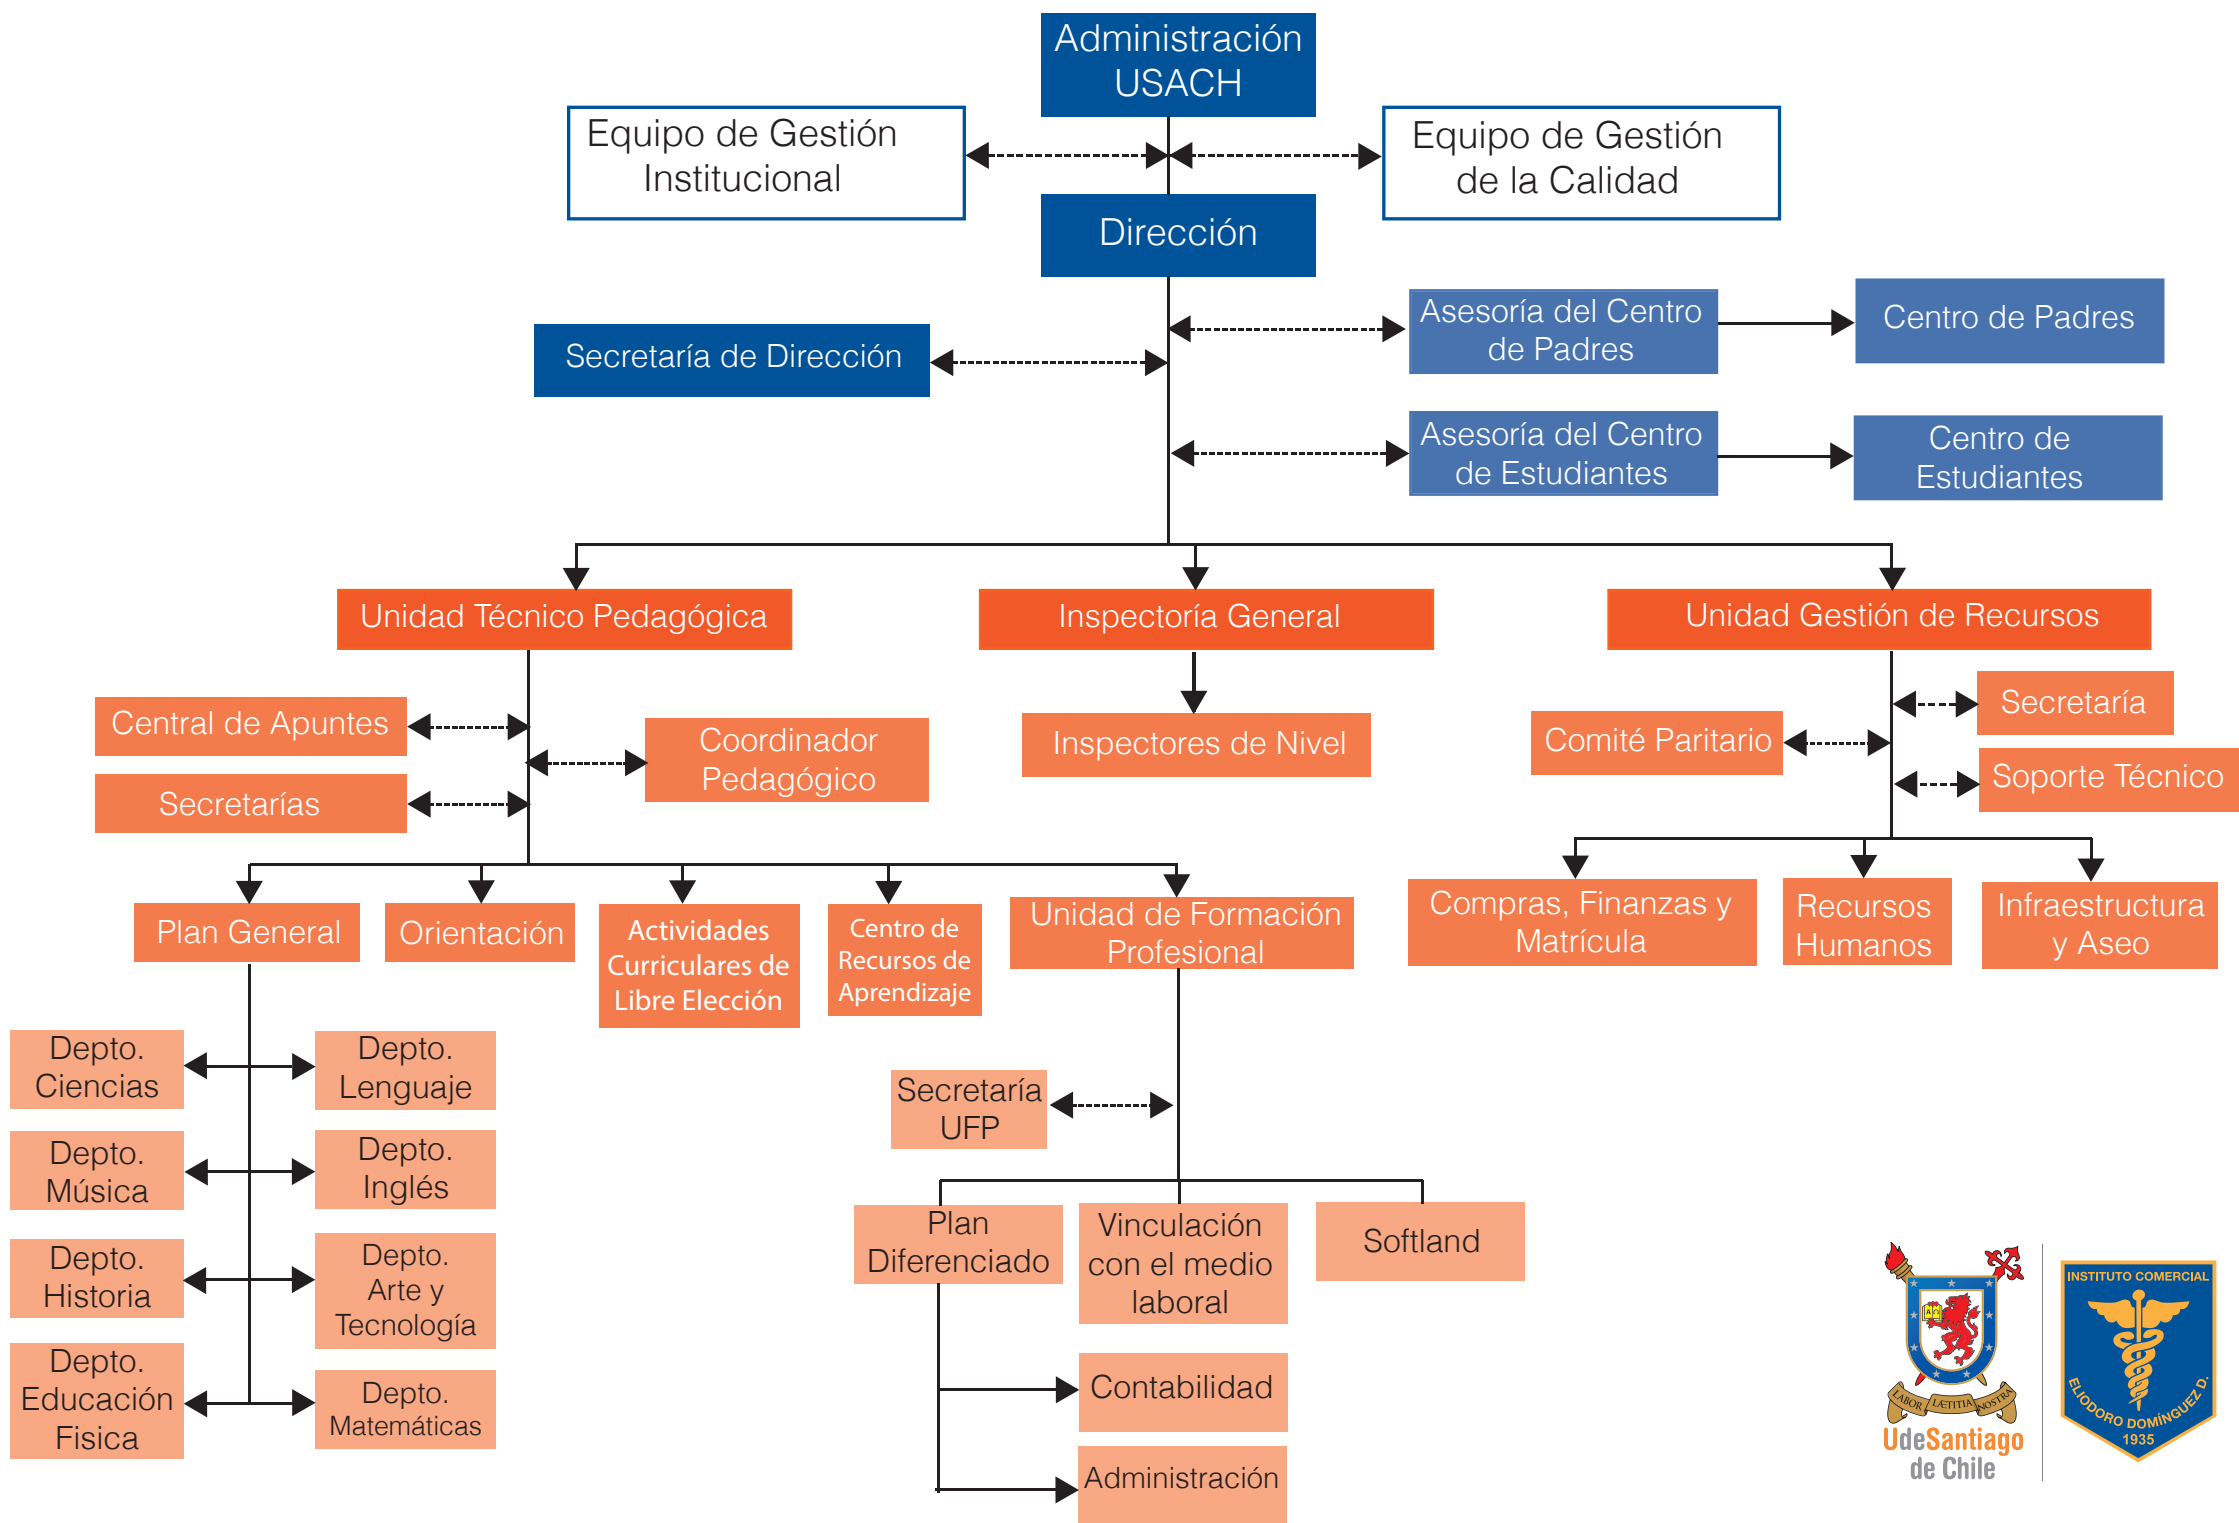 Administración
USACH
Equipo de Gestión
Institucional
Equipo de Gestión
de la Calidad
Dirección
Asesoría del Centro
de Padres
Centro de Padres
Secretaría de Dirección
Asesoría del Centro
de Estudiantes
Centro de
Estudiantes
Unidad Técnico Pedagógica
Inspectoría General
Unidad Gestión de Recursos
Central de Apuntes
Coordinador
Pedagógico
Secretarías
Inspectores de Nivel
Secretaría
Comité Paritario
Soporte Técnico
Plan General
Orientación
Actividades
Curriculares de
Libre Elección
Centro de
Recursos de
Aprendizaje
Unidad de Formación
Profesional
Compras, Finanzas y
Matrícula
Recursos
Humanos
Infraestructura
y Aseo
Depto.
Ciencias
Depto.
Lenguaje
Depto.
Música
Depto.
Inglés
Depto.
Historia
Depto.
Arte y
Tecnología
Depto.
Educación
Fisica
Depto.
Matemáticas
Secretaría
UFP
Plan
Diferenciado
Vinculación
con el medio
laboral
Softland
Contabilidad
Administración
LABOR LÆTITIA NOSTRA
UdeSantiago
de Chile
INSTITUTO COMERCIAL
ELIODORO DOMÍNGUEZ D.
1935